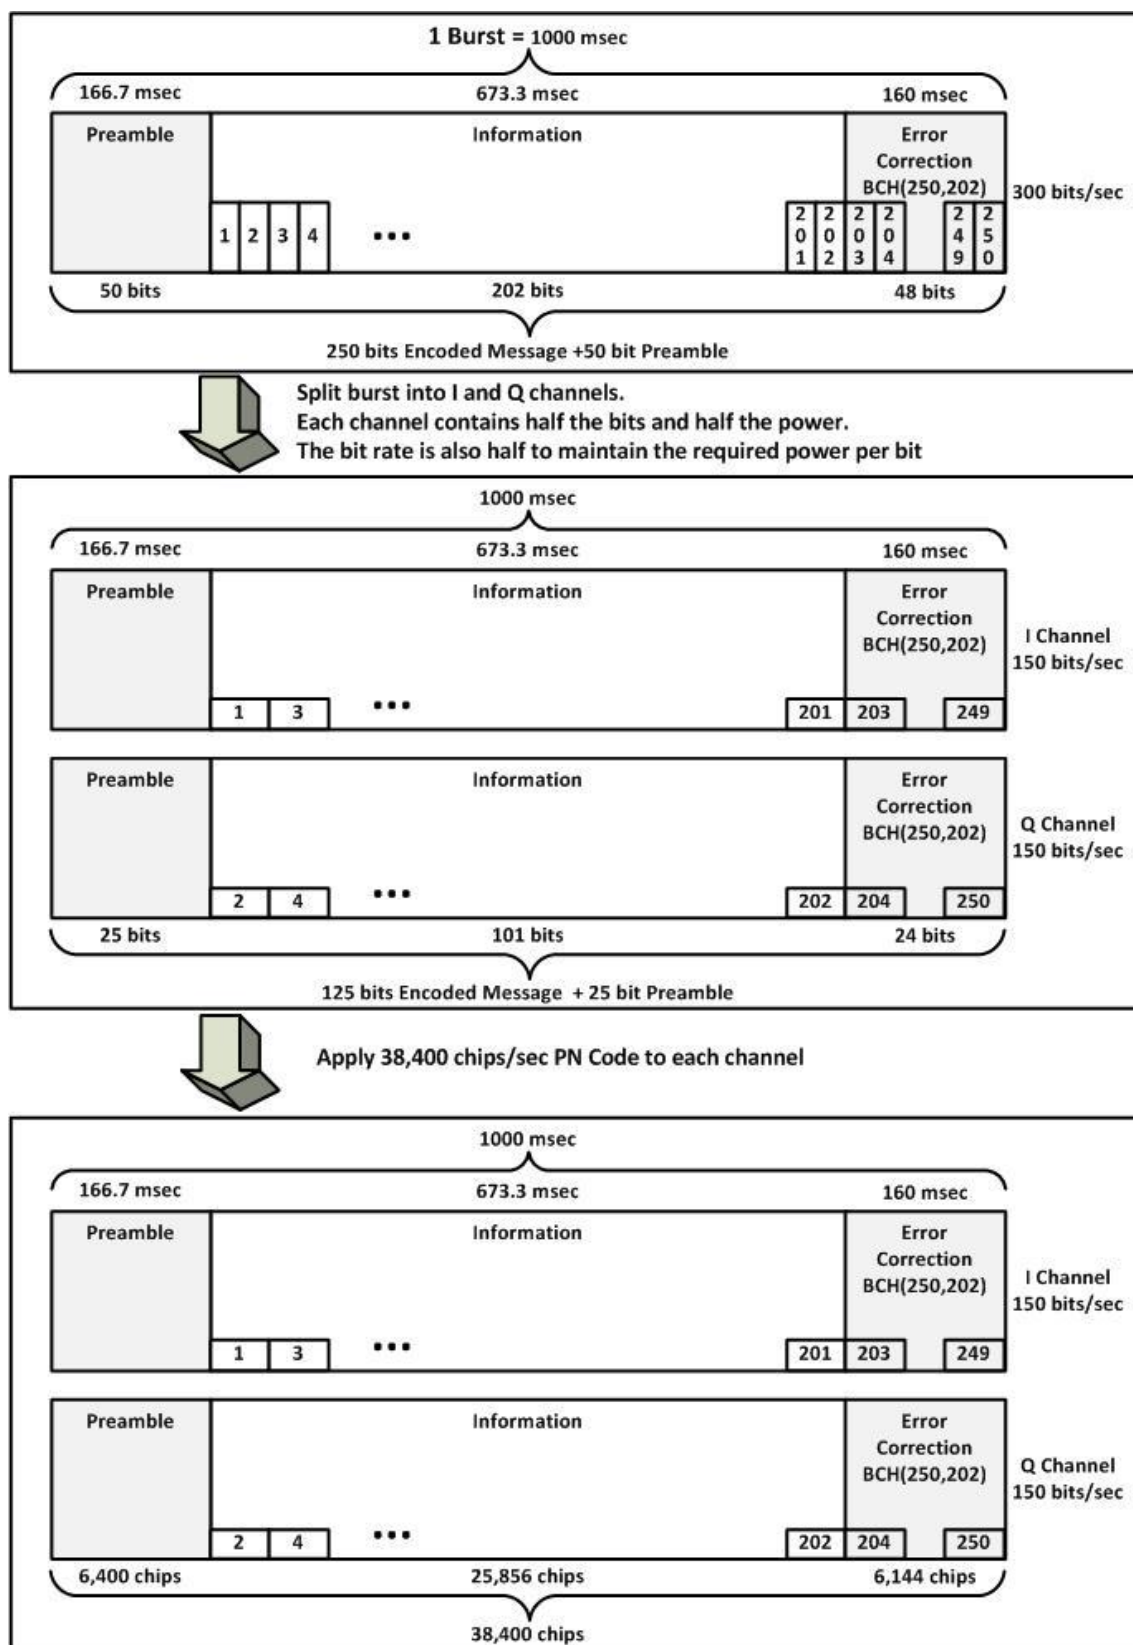 1 Burst = 1000 msec
166.7 msec 673.3 msec 160 msec
Preamble Information Error
Correction
BCH(250,202)
300 bits/sec
1 2 3 4 ... 201 202 203 204 249 250
50 bits 202 bits 48 bits
250 bits Encoded Message +50 bit Preamble
Split burst into I and Q channels.
Each channel contains half the bits and half the power.
The bit rate is also half to maintain the required power per bit
1000 msec
166.7 msec 673.3 msec 160 msec
Preamble Information Error
Correction
BCH(250,202)
I Channel
150 bits/sec
1 3 ... 201 203 249
Preamble Information Error
Correction
BCH(250,202)
Q Channel
150 bits/sec
2 4 ... 202 204 250
25 bits 101 bits 24 bits
125 bits Encoded Message + 25 bit Preamble
Apply 38,400 chips/sec PN Code to each channel
1000 msec
166.7 msec 673.3 msec 160 msec
Preamble Information Error
Correction
BCH(250,202)
I Channel
150 bits/sec
1 3 ... 201 203 249
Preamble Information Error
Correction
BCH(250,202)
Q Channel
150 bits/sec
2 4 ... 202 204 250
6,400 chips 25,856 chips 6,144 chips
38,400 chips